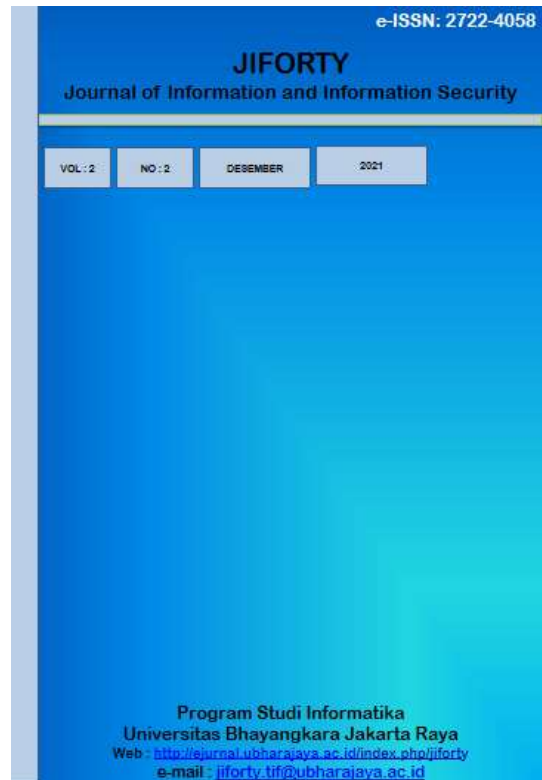 e-ISSN: 2722-4058
JIFORTY
Journal of Information and Information Security
VOL : 2 NO : 2 DESEMBER 2021
Program Studi Informatika
Universitas Bhayangkara Jakarta Raya
Web : http://ejurnal.ubharajaya.ac.id/index.php/jiforty
e-mail : jiforty.tif@ubharajaya.ac.id